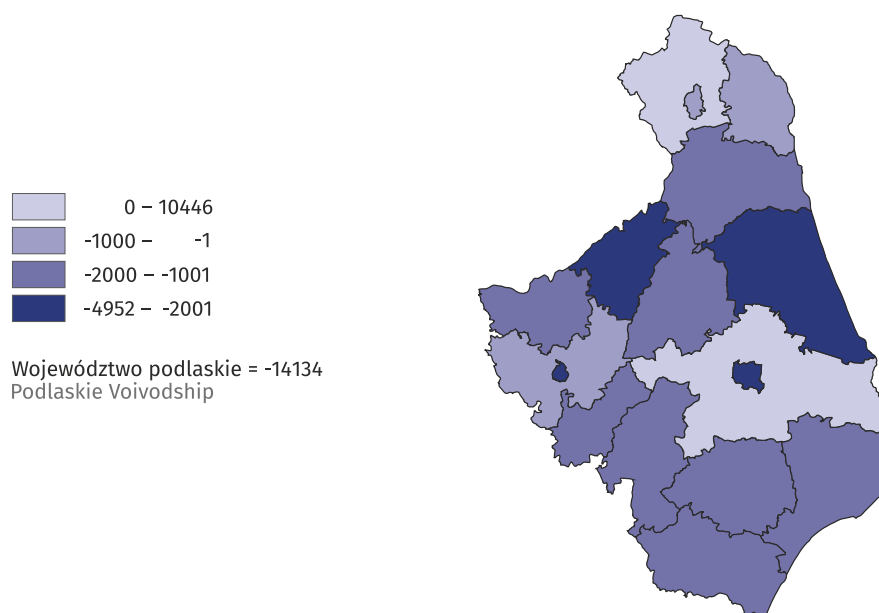 0 – 10446
-1000 – -1
-2000 – -1001
-4952 – -2001
Województwo podlaskie = -14134
Podlaskie Voivodship